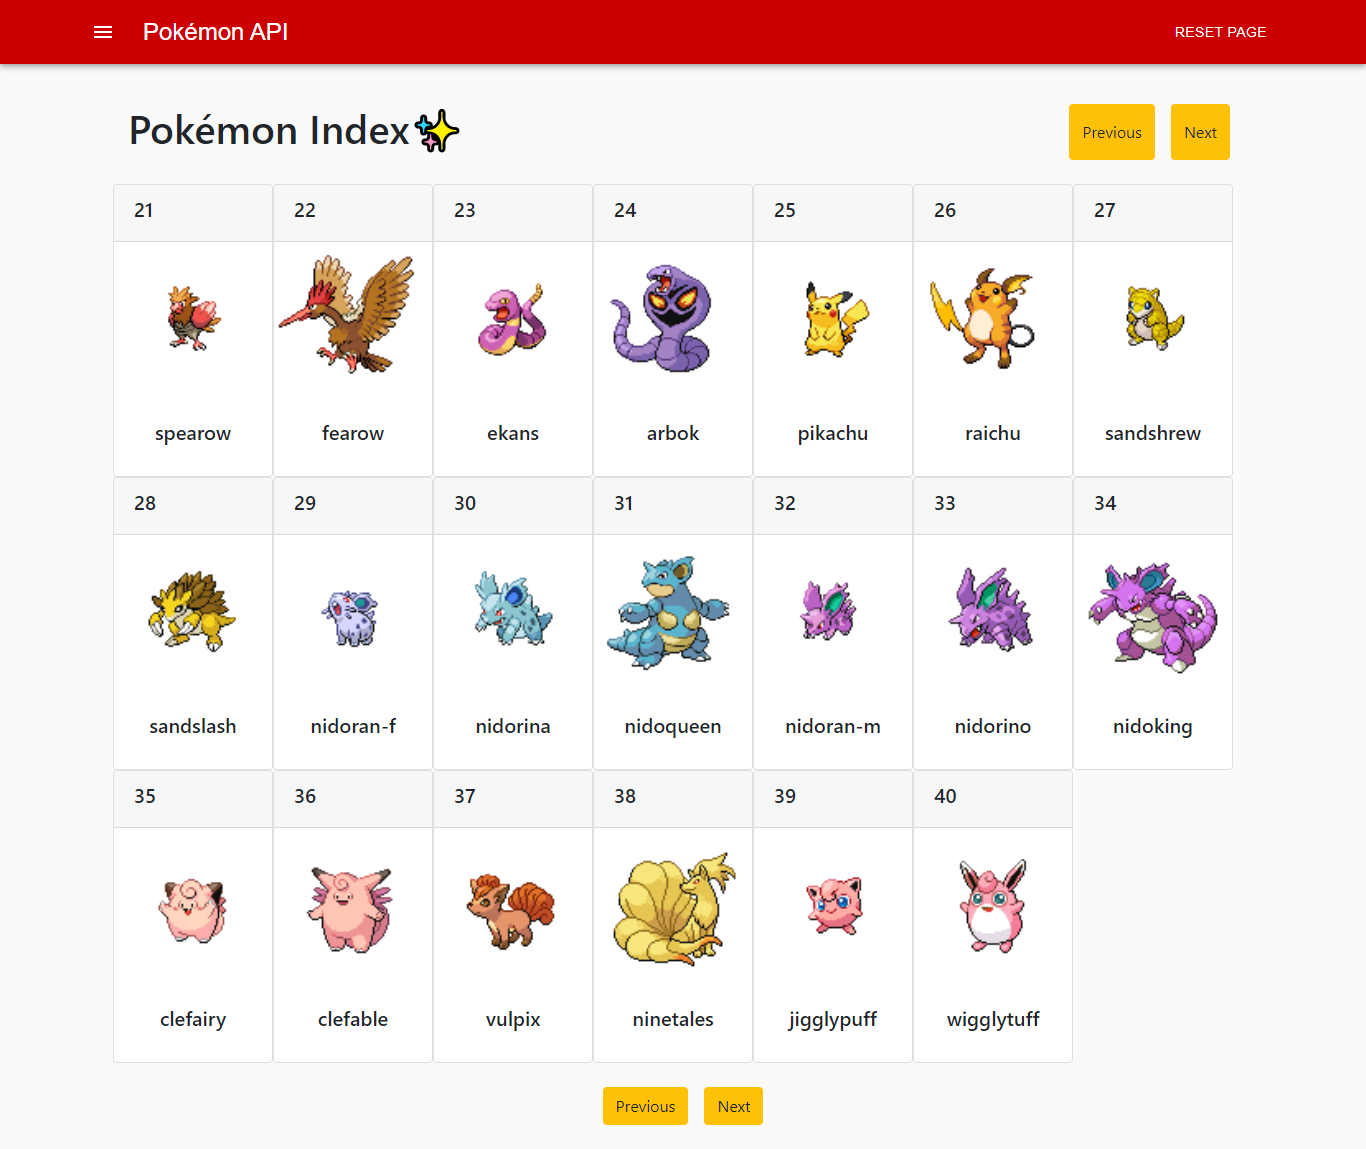 Pokémon API
RESET PAGE
Pokémon Index
Previous
Next
21
22
23
24
25
26
27
spearow
fearow
ekans
arbok
pikachu
raichu
sandshrew
28
29
30
31
32
33
34
sandslash
nidoran-f
nidorina
nidoqueen
nidoran-m
nidorino
nidoking
35
36
37
38
39
40
clefairy
clefable
vulpix
ninetales
jigglypuff
wigglytuff
Previous
Next